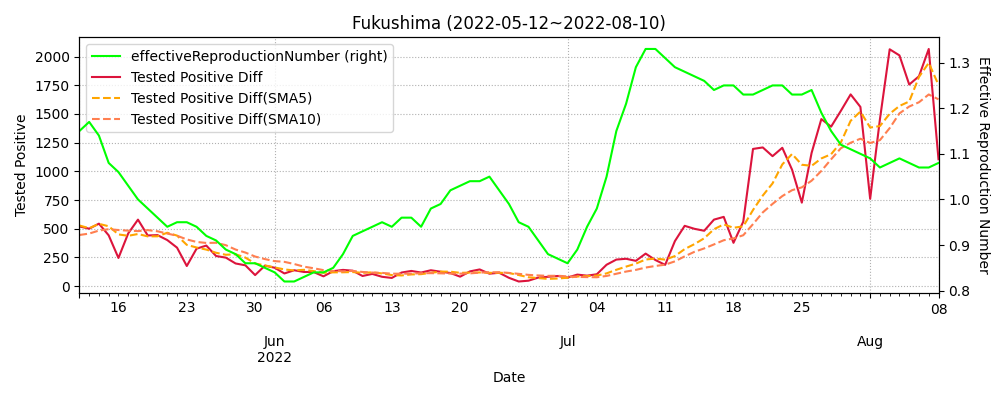 Fukushima (2022-05-12~2022-08-10)
effectiveReproductionNumber (right)
Tested Positive Diff
Tested Positive Diff(SMA5)
Tested Positive Diff(SMA10)
Tested Positive
2000
1750
1500
1250
1000
750
500
250
0
Effective Reproduction Number
1.3
1.2
1.1
1.0
0.9
0.8
16 23 30 06 13 20 27 04 11 18 25 08
Jun Jul Aug
2022
Date